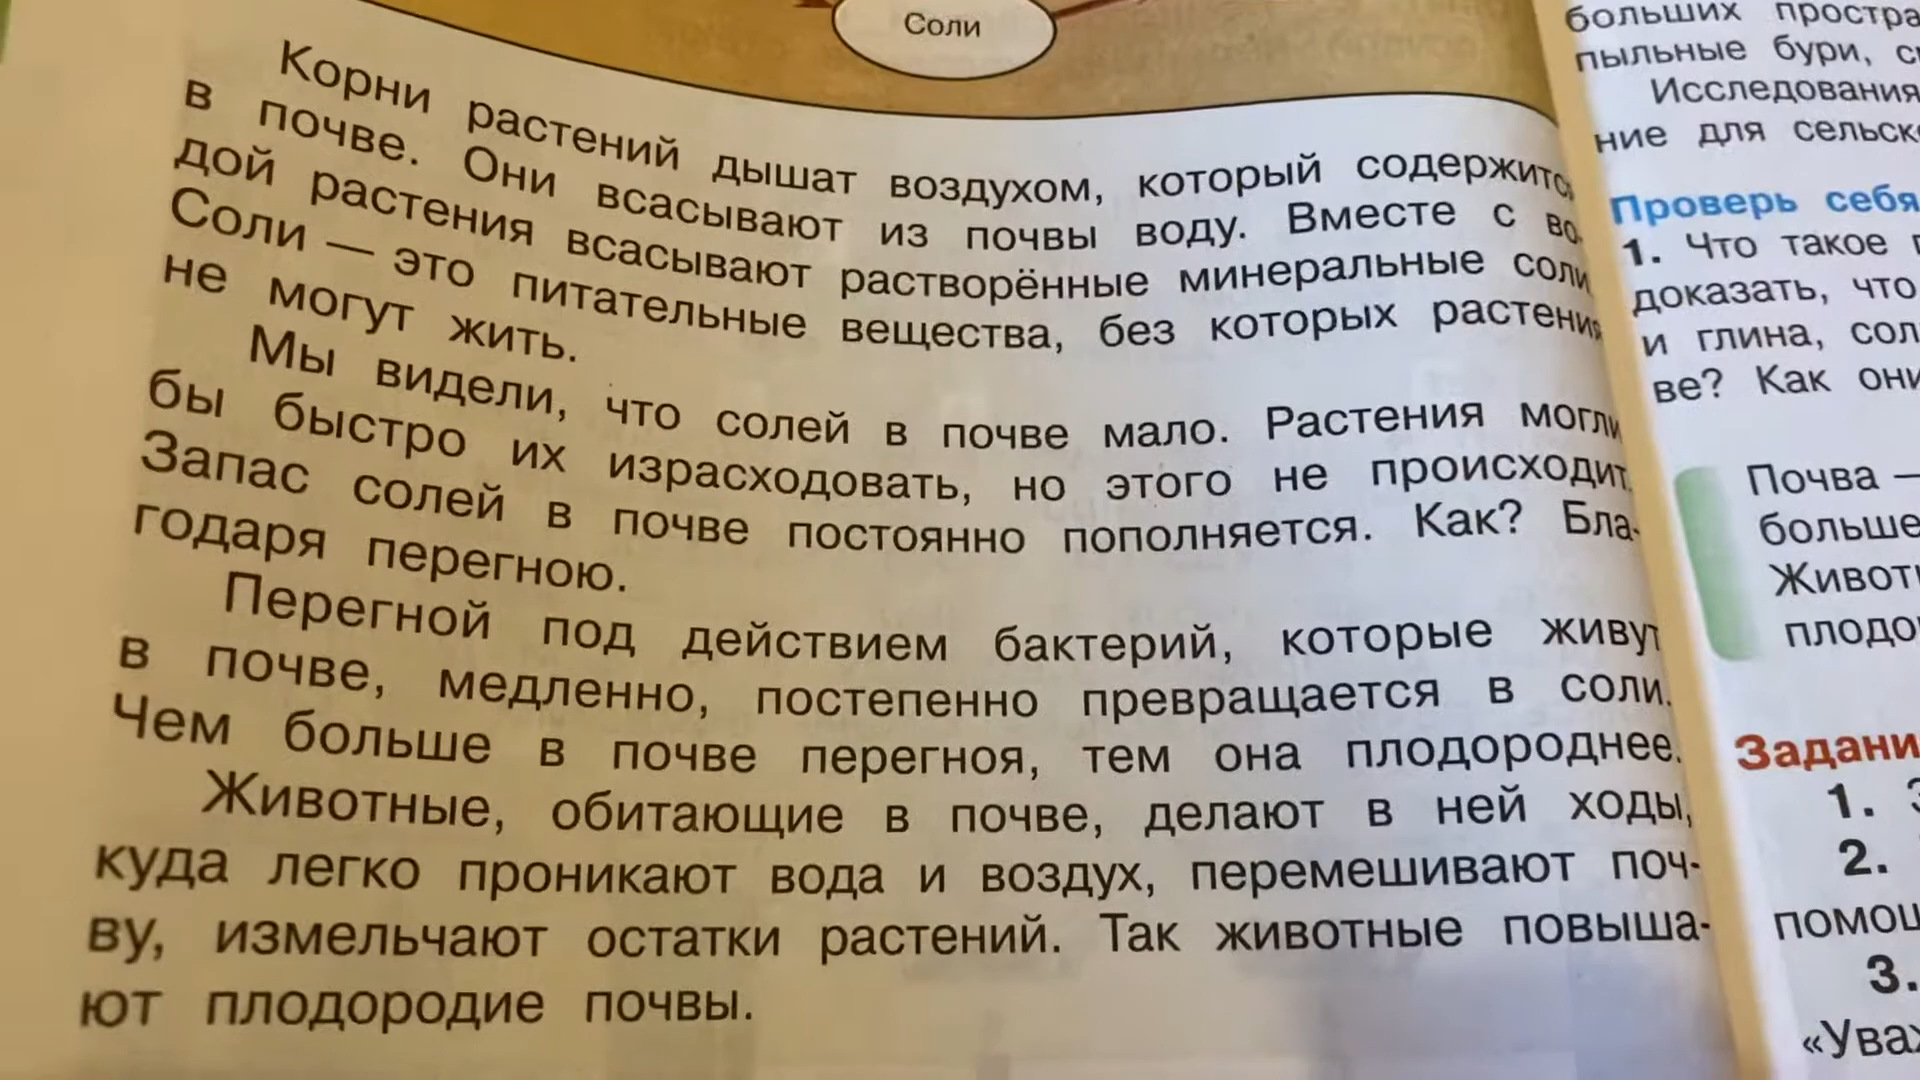 Соли
Корни растений дышат воздухом, который содержится
в почве. Они всасывают из почвы воду. Вместе с во-
дой растения всасывают растворённые минеральные соли.
Соли — это питательные вещества, без которых растения
не могут жить.
Мы видели, что солей в почве мало. Растения могли
бы быстро их израсходовать, но этого не происходит.
Запас солей в почве постоянно пополняется. Как? Бла-
годаря перегною.
Перегной под действием бактерий, которые живут
в почве, медленно, постепенно превращается в соли.
Чем больше в почве перегноя, тем она плодороднее.
Животные, обитающие в почве, делают в ней ходы,
куда легко проникают вода и воздух, перемешивают поч-
ву, измельчают остатки растений. Так животные повыша-
ют плодородие почвы.
больших простра
пыльные бури, с
Исследования
ние для сельск
Проверь себя
1. Что такое
доказать, что
и глина, сол
ве? Как они
Почва —
больше
Живот
плодо
Задани
1.
2.
помощ
3.
«Ува